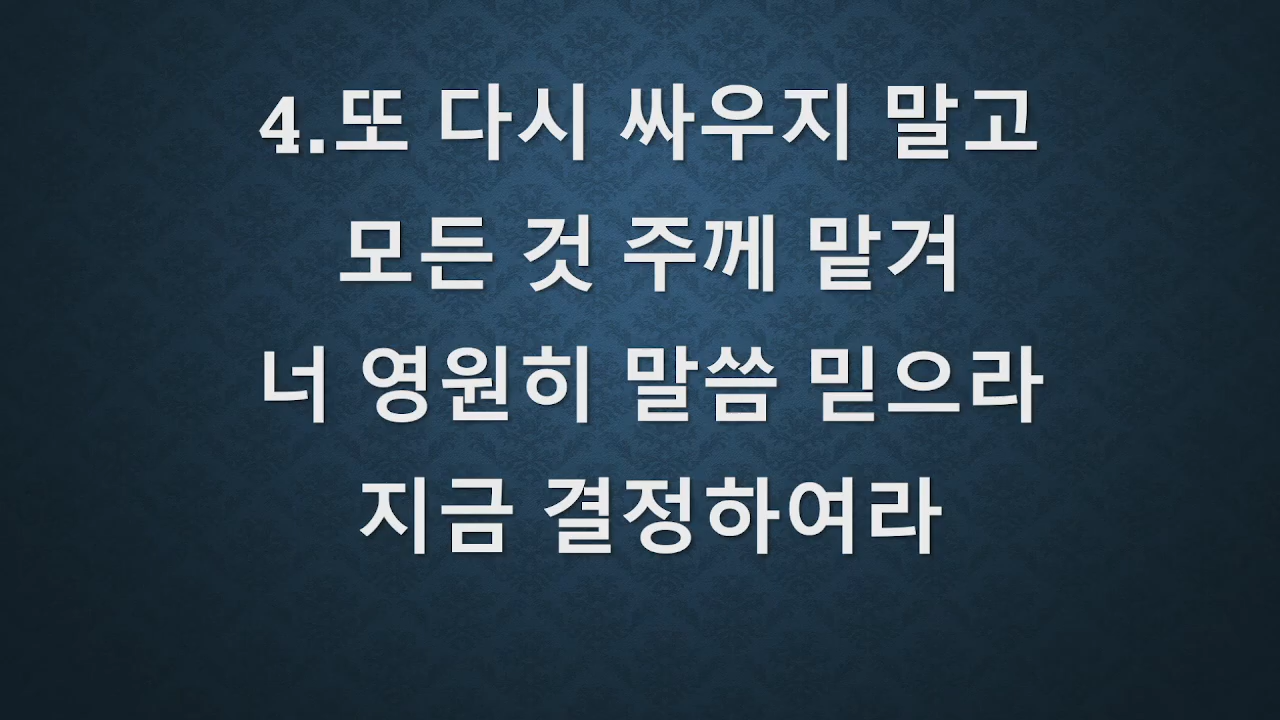 4.또 다시 싸우지 말고
모든 것 주께 맡겨
너 영원히 말씀 믿으라
지금 결정하여라